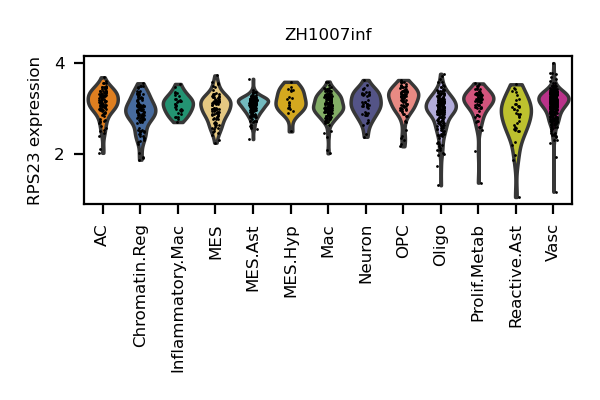 ZH1007inf
RPS23 expression
4
2
AC
Chromatin.Reg
Inflammatory.Mac
MES
MES.Ast
MES.Hyp
Mac
Neuron
OPC
Oligo
Prolif.Metab
Reactive.Ast
Vasc